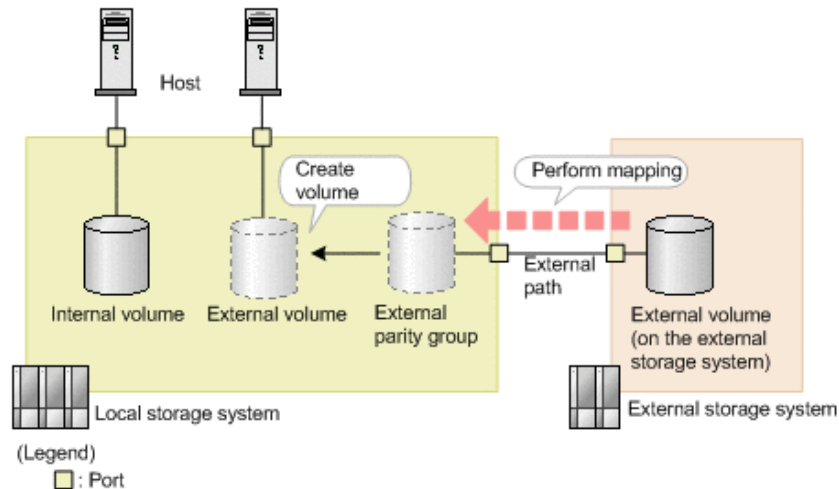 Host
Create
volume
Perform mapping
Internal volume
External volume
External
parity group
External
path
External volume
(on the external
storage system)
Local storage system
External storage system
(Legend)
: Port